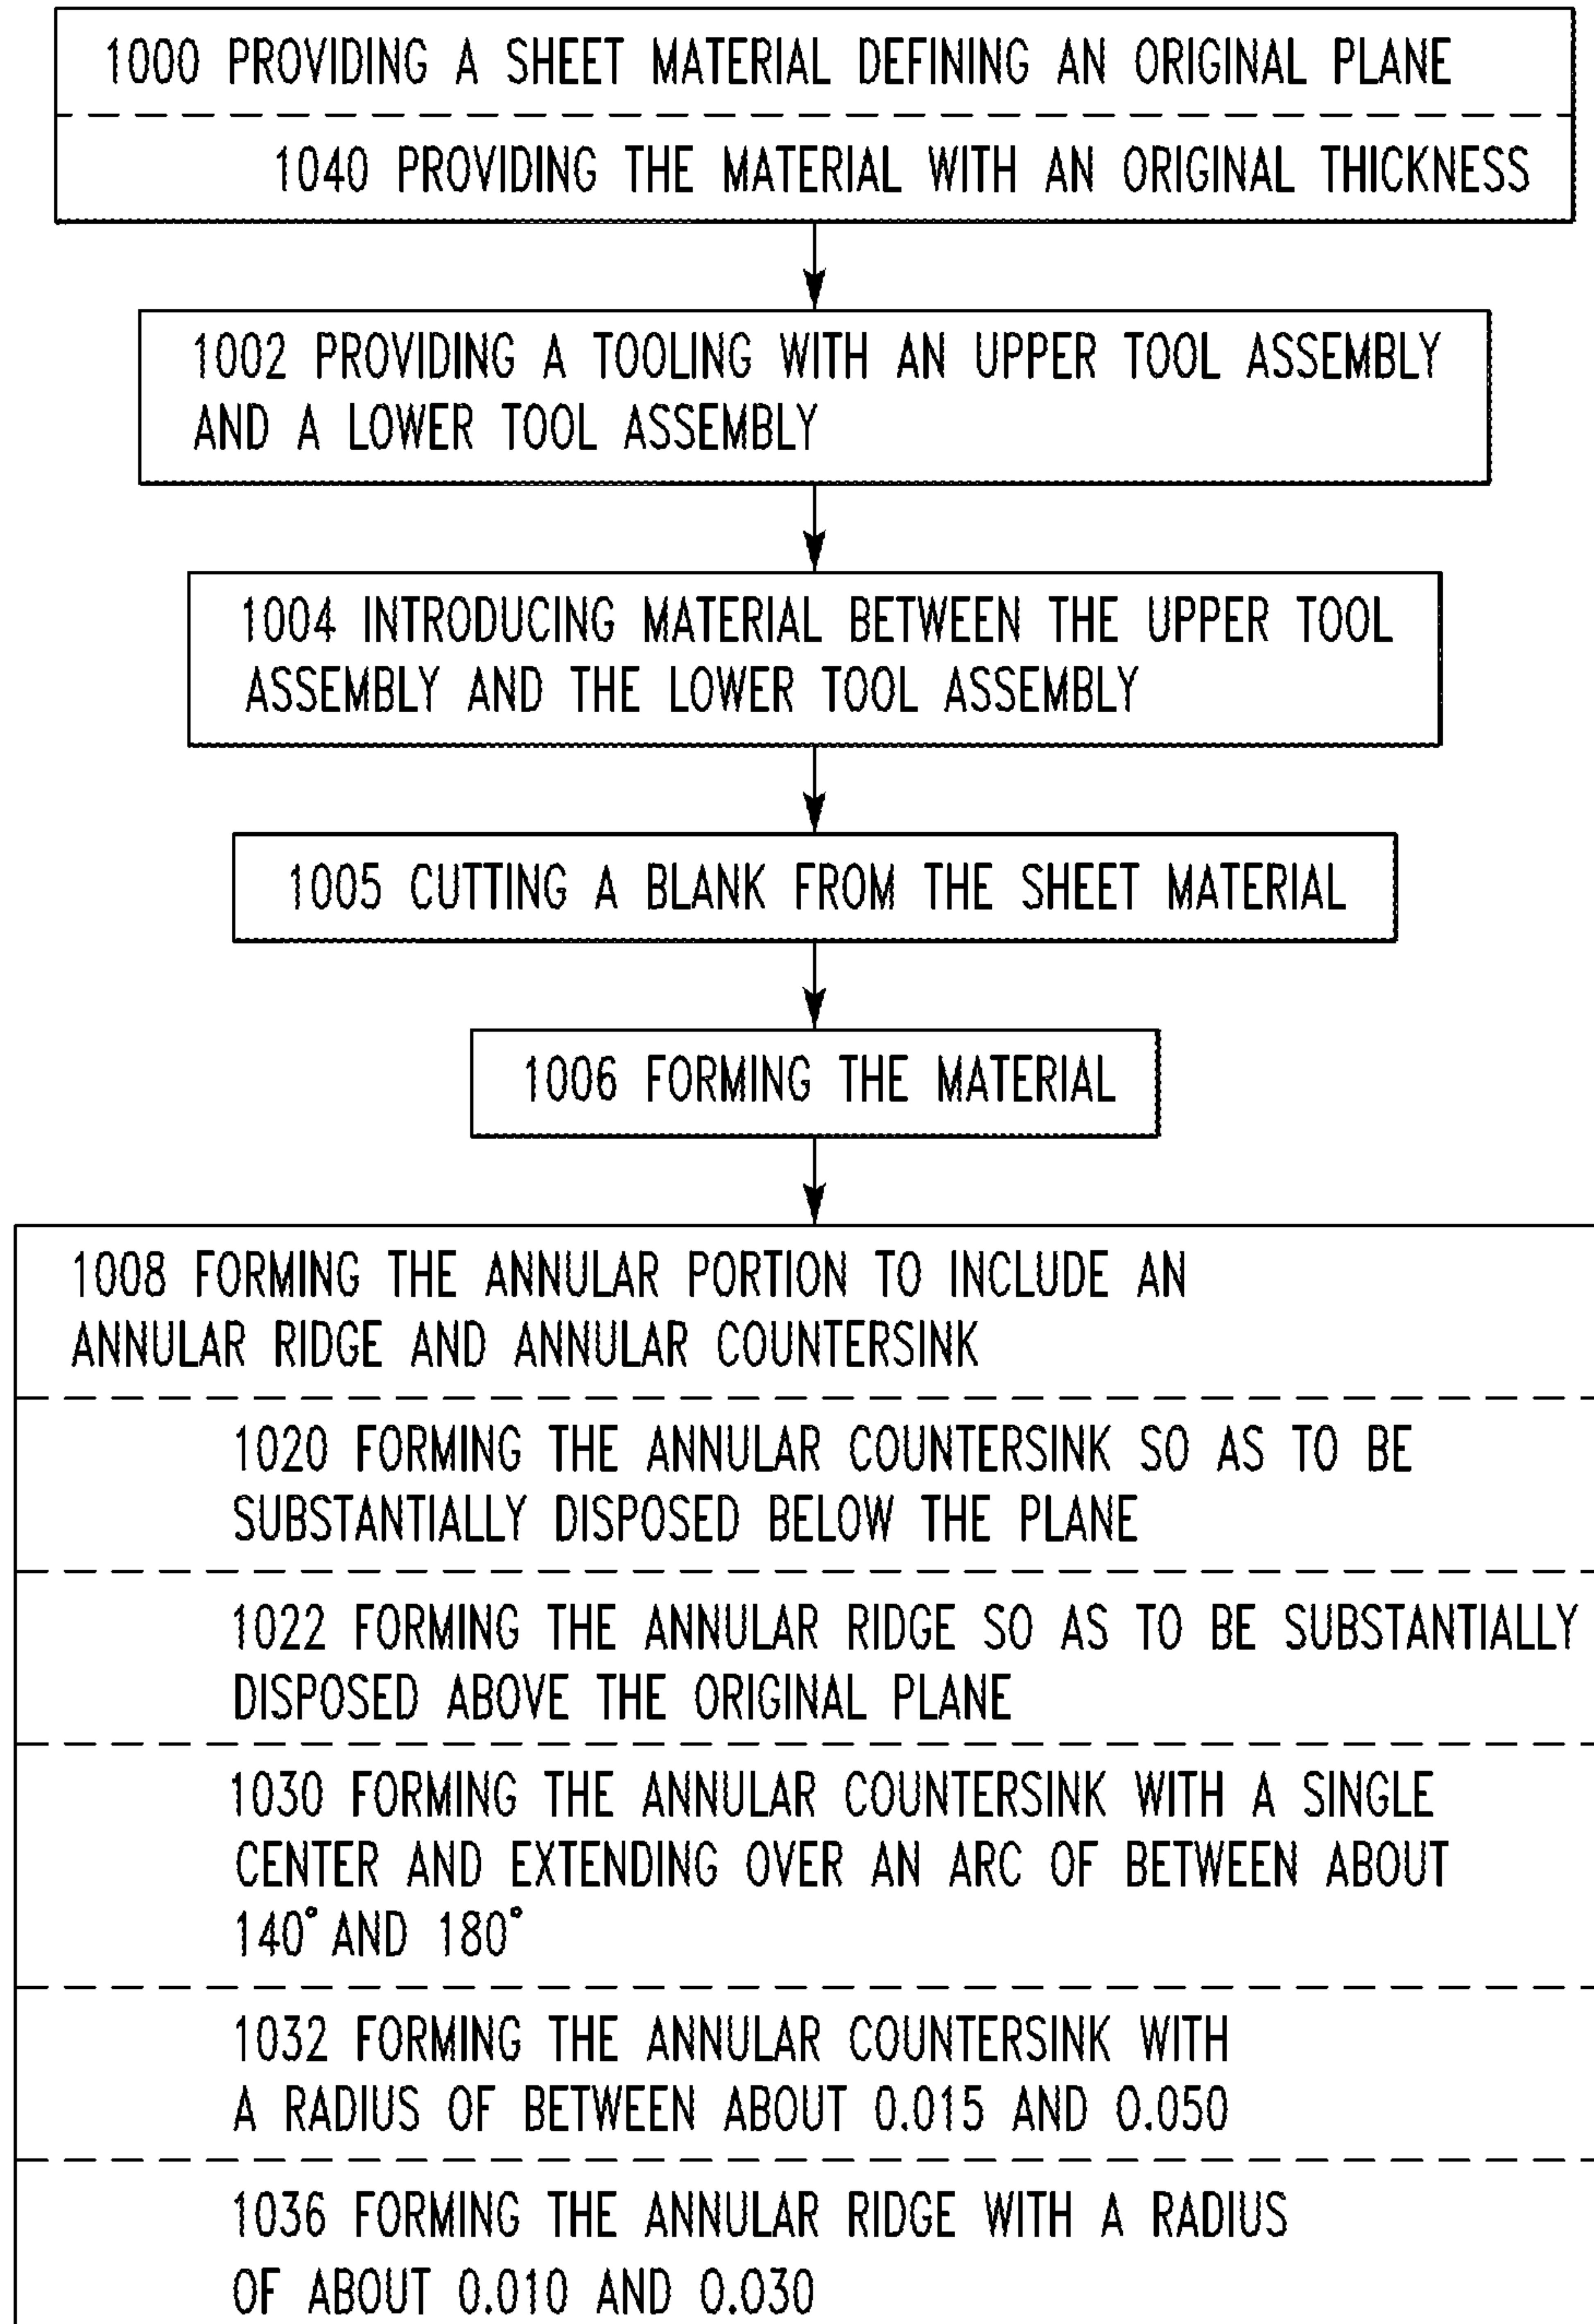 1000 PROVIDING A SHEET MATERIAL DEFINING AN ORIGINAL PLANE
1040 PROVIDING THE MATERIAL WITH AN ORIGINAL THICKNESS
1002 PROVIDING A TOOLING WITH AN UPPER TOOL ASSEMBLY
AND A LOWER TOOL ASSEMBLY
1004 INTRODUCING MATERIAL BETWEEN THE UPPER TOOL
ASSEMBLY AND THE LOWER TOOL ASSEMBLY
1005 CUTTING A BLANK FROM THE SHEET MATERIAL
1006 FORMING THE MATERIAL
1008 FORMING THE ANNULAR PORTION TO INCLUDE AN
ANNULAR RIDGE AND ANNULAR COUNTERSINK
1020 FORMING THE ANNULAR COUNTERSINK SO AS TO BE
SUBSTANTIALLY DISPOSED BELOW THE PLANE
1022 FORMING THE ANNULAR RIDGE SO AS TO BE SUBSTANTIALLY
DISPOSED ABOVE THE ORIGINAL PLANE
1030 FORMING THE ANNULAR COUNTERSINK WITH A SINGLE
CENTER AND EXTENDING OVER AN ARC OF BETWEEN ABOUT
140° AND 180°
1032 FORMING THE ANNULAR COUNTERSINK WITH
A RADIUS OF BETWEEN ABOUT 0.015 AND 0.050
1036 FORMING THE ANNULAR RIDGE WITH A RADIUS
OF ABOUT 0.010 AND 0.030